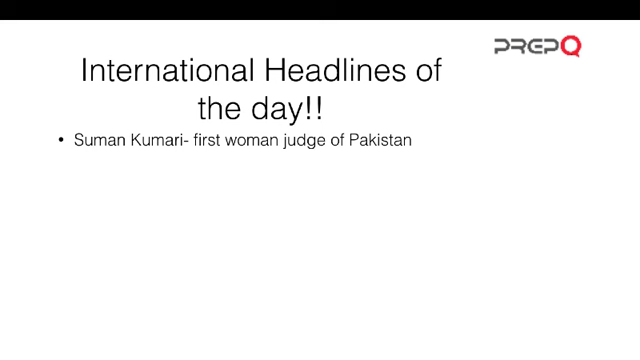 PREPQ
International Headlines of
the day!!
• Suman Kumari- first woman judge of Pakistan